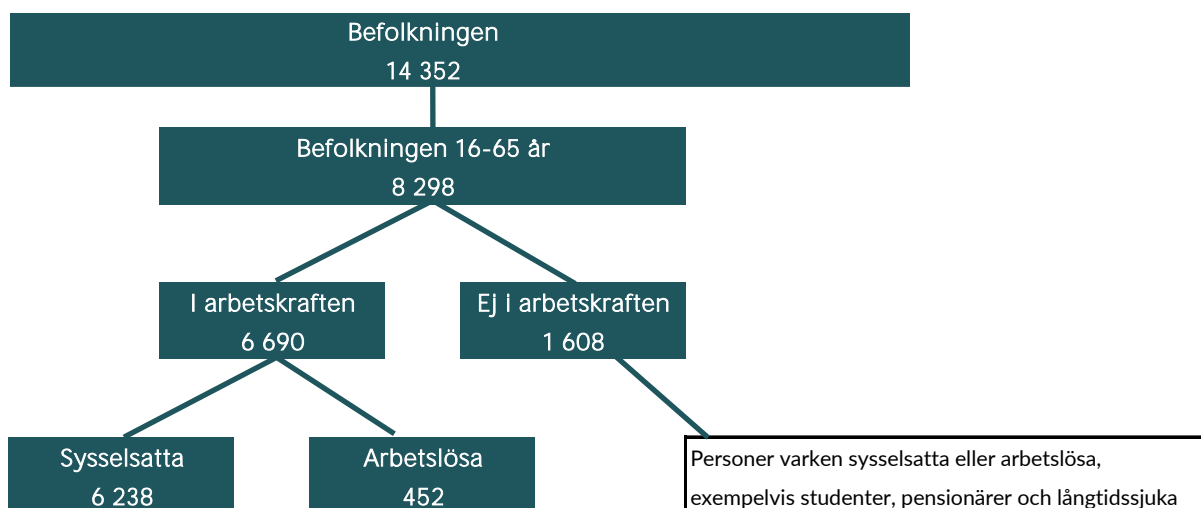 Befolkningen
14 352
Befolkningen 16-65 år
8 298
I arbetskraften
6 690
Ej i arbetskraften
1 608
Sysselsatta
6 238
Arbetslösa
452
Personer varken sysselsatta eller arbetslösa,
exempelvis studenter, pensionärer och långtidssjuka